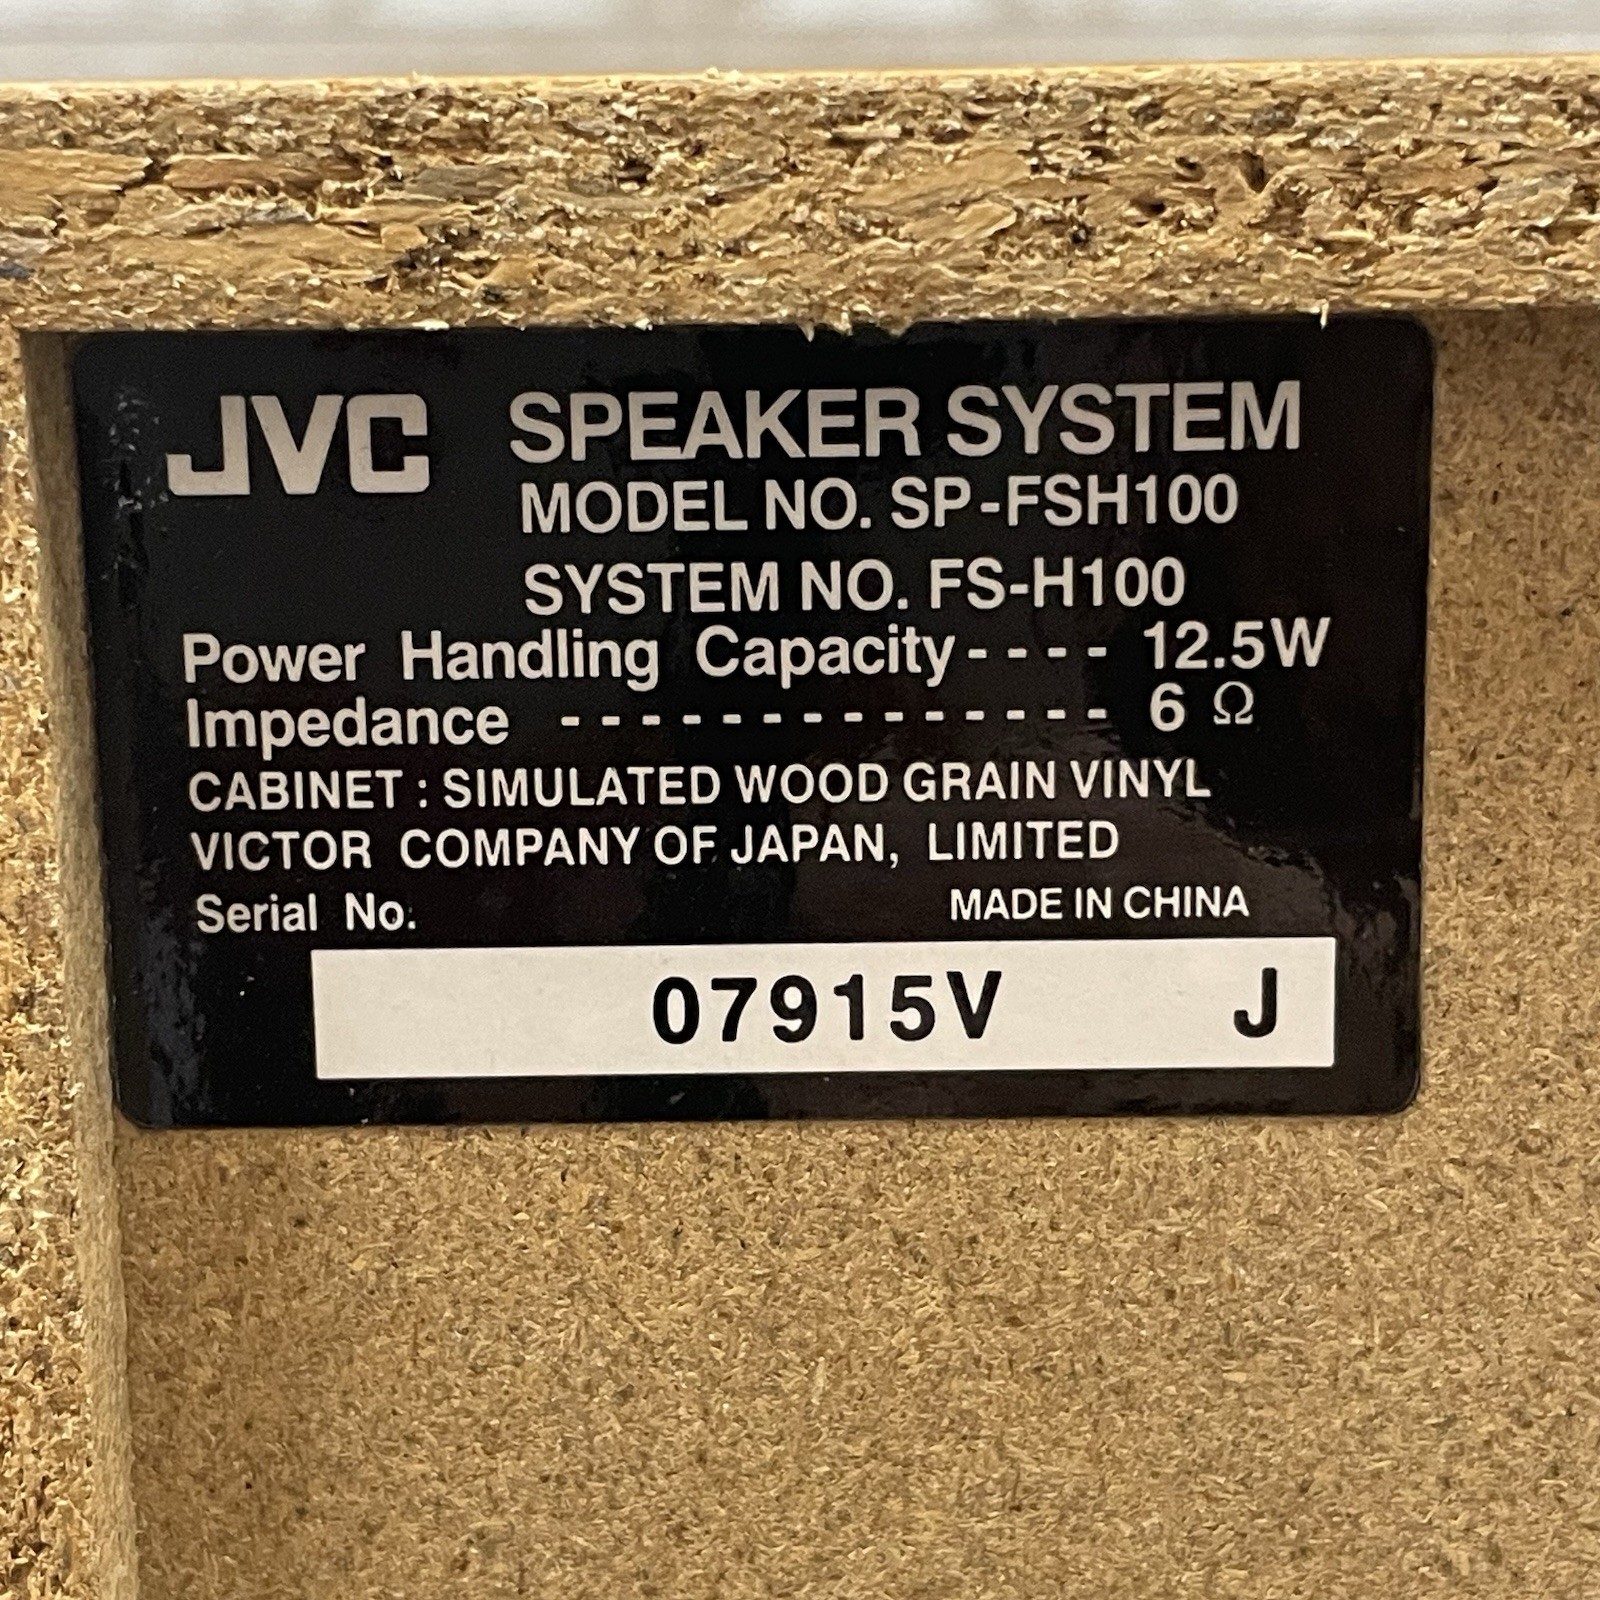 JVC SPEAKER SYSTEM
MODEL NO. SP-FSH100
SYSTEM NO. FS-H100
Power Handling Capacity - - - - 12.5W
Impedance - - - - - - - - - - - - - - 6 Ω
CABINET : SIMULATED WOOD GRAIN VINYL
VICTOR COMPANY OF JAPAN, LIMITED
Serial No. MADE IN CHINA
07915V J